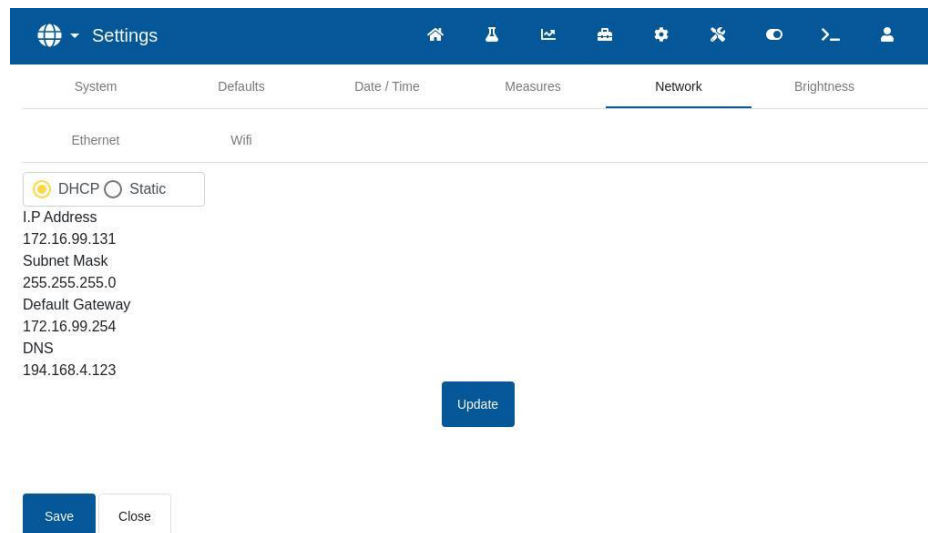 Settings
System Defaults Date / Time Measures Network Brightness
Ethernet Wifi
DHCP Static
I.P Address
172.16.99.131
Subnet Mask
255.255.255.0
Default Gateway
172.16.99.254
DNS
194.168.4.123
Update
Save Close